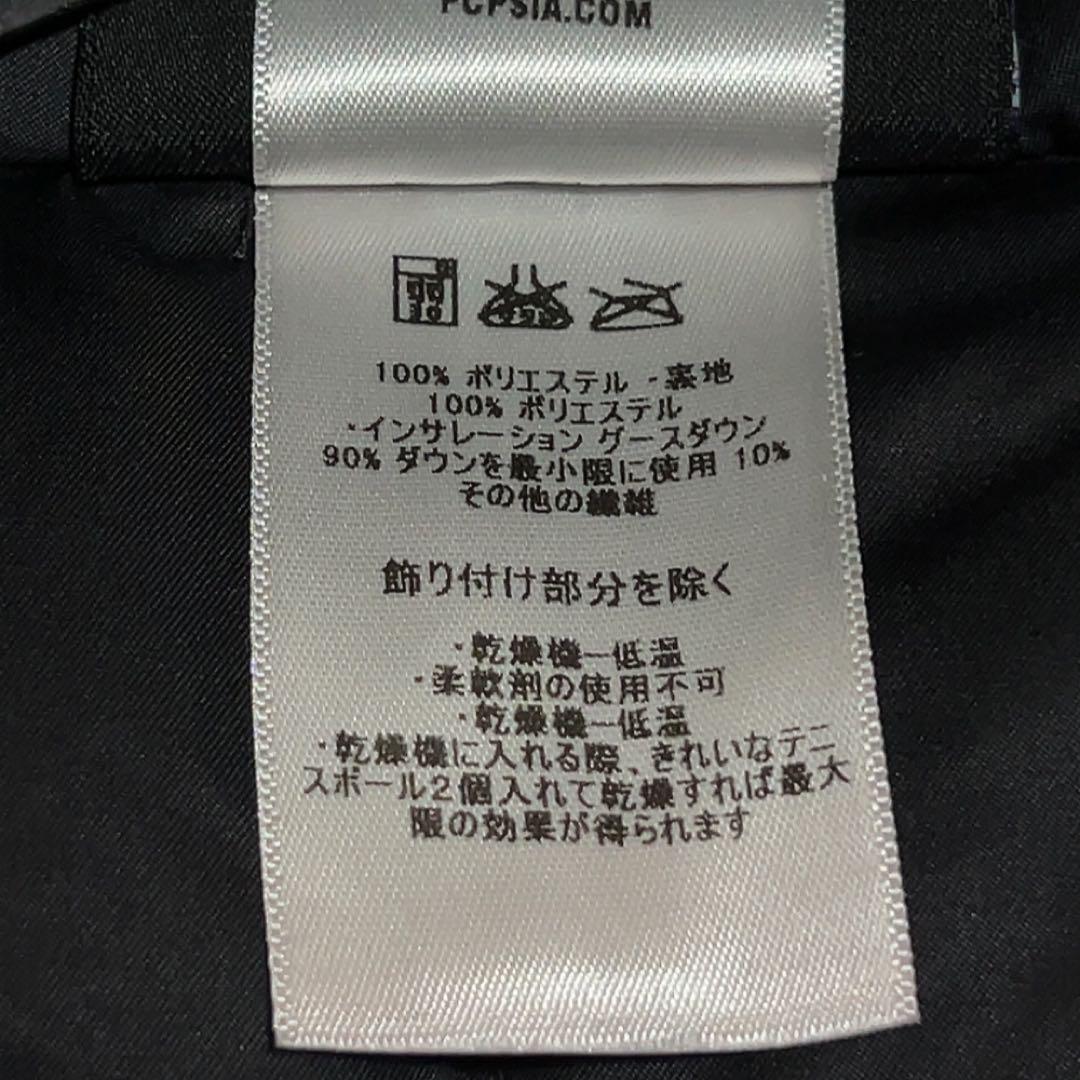 PCPSIA.COM
30
100% ポリエステル ・裏地
100% ポリエステル
・インサレーション グースダウン
90% ダウンを最小限に使用 10%
その他の繊維
飾り付け部分を除く
・乾燥機ー低温
・柔軟剤の使用不可
・乾燥機ー低温
・乾燥機に入れる際、きれいなテニ
スボール2個入れて乾燥すれば最大
限の効果が得られます